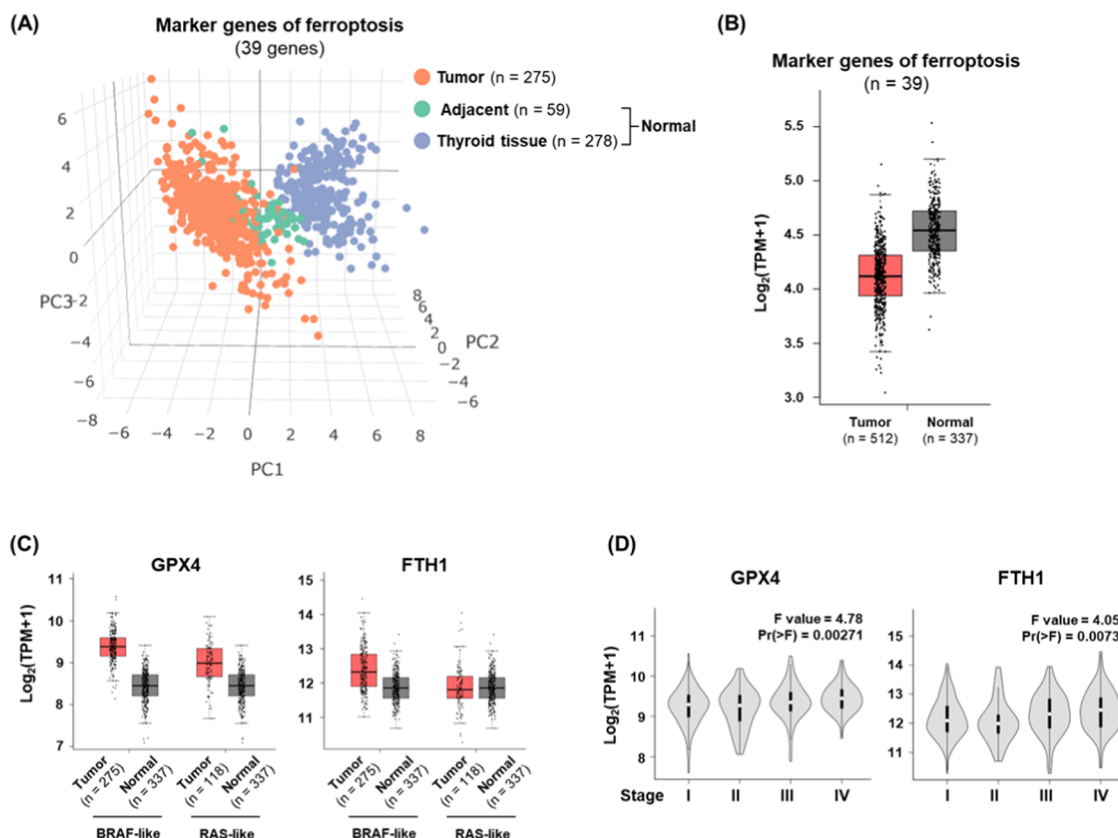 (A)
Marker genes of ferroptosis
(39 genes)
Tumor (n = 275)
Adjacent (n = 59)
Thyroid tissue (n = 278)
Normal
6
4
2
0
PC3
−2
−4
−6
−8
−6
−4
−2
0
2
4
6
8
PC1
8
6
4
2
0
−2
−4
−6
PC2
(B)
Marker genes of ferroptosis
(n = 39)
Log2(TPM+1)
5.5
5.0
4.5
4.0
3.5
3.0
Tumor
(n = 512)
Normal
(n = 337)
(C)
GPX4
Log2(TPM+1)
11
10
9
8
7
Tumor
(n = 275)
Normal
(n = 337)
Tumor
(n = 118)
Normal
(n = 337)
BRAF-like
RAS-like
FTH1
15
14
13
12
11
Tumor
(n = 275)
Normal
(n = 337)
Tumor
(n = 118)
Normal
(n = 337)
BRAF-like
RAS-like
(D)
GPX4
F value = 4.78
Pr(>F) = 0.00271
Log2(TPM+1)
11
10
9
8
Stage
I
II
III
IV
FTH1
F value = 4.05
Pr(>F) = 0.0073
15
14
13
12
11
I
II
III
IV